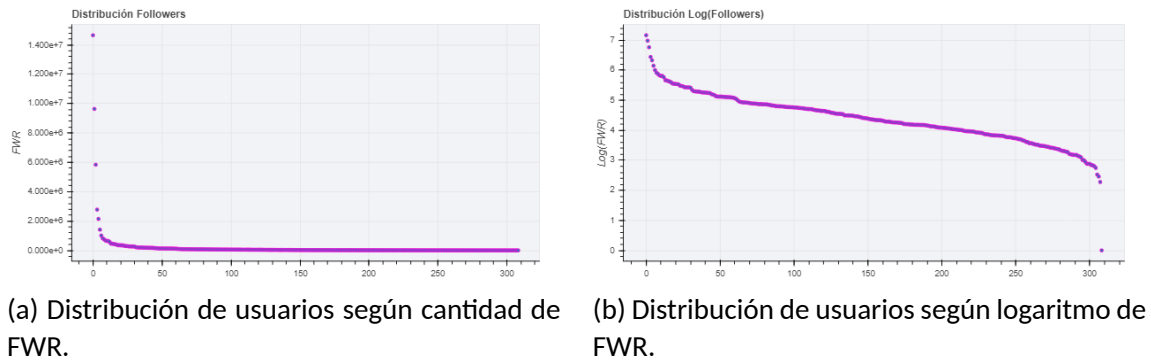 Distribución Followers
FWR
1.400e+7
1.200e+7
1.000e+7
8.000e+6
6.000e+6
4.000e+6
2.000e+6
0.000e+0
0 50 100 150 200 250 300
(a) Distribución de usuarios según cantidad de
FWR.
Distribución Log(Followers)
Log(FWR)
7
6
5
4
3
2
1
0
0 50 100 150 200 250 300
(b) Distribución de usuarios según logaritmo de
FWR.